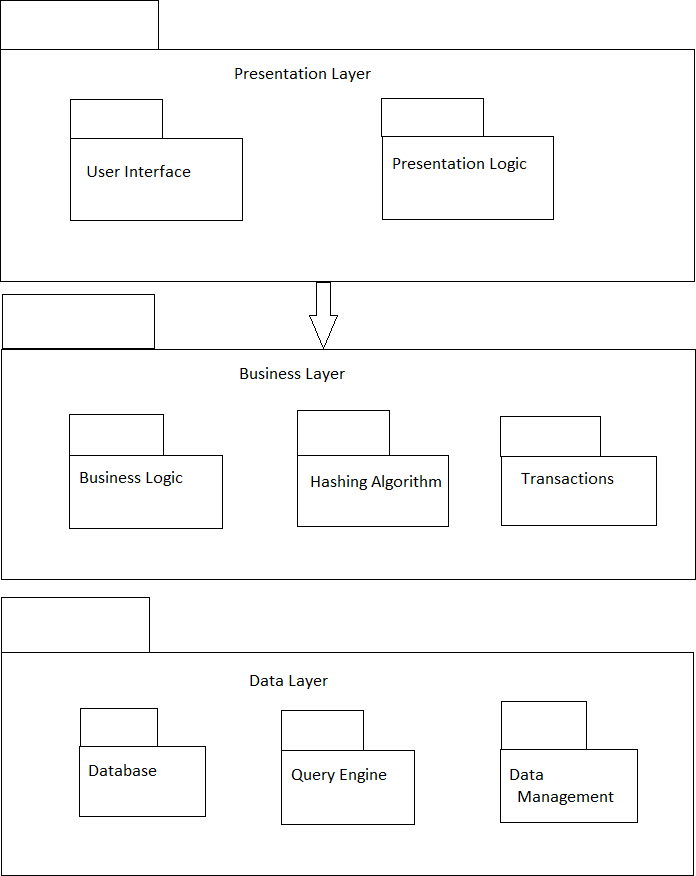 Presentation Layer
User Interface
Presentation Logic
Business Layer
Business Logic
Hashing Algorithm
Transactions
Data Layer
Database
Query Engine
Data
Management